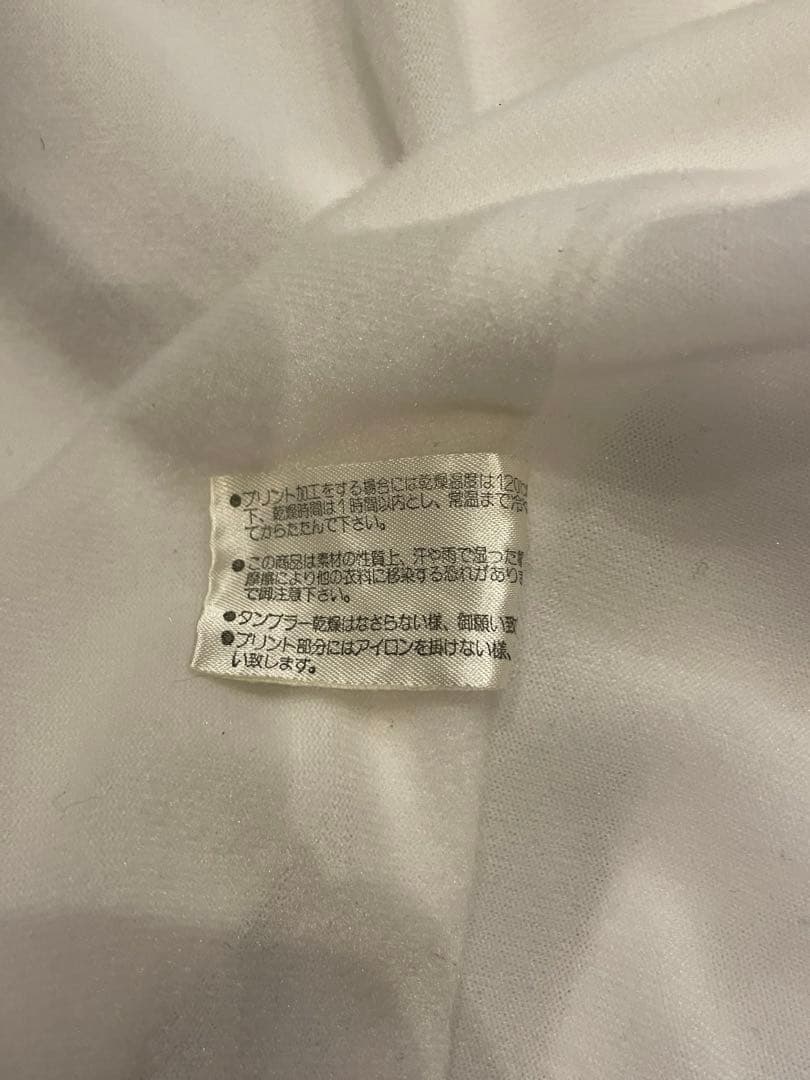 ●プリント加工をする場合には乾燥温度は120
下、乾燥時間は1時間以内とし、常温まで冷
てからたたんで下さい。
●この商品は素材の性質上、汗や雨で湿った
摩擦により他の衣料に移染する恐れがあり
で御注意下さい。
●タンブラー乾燥はなさらない様、御願い致
●プリント部分にはアイロンを掛けない様、
い致します。